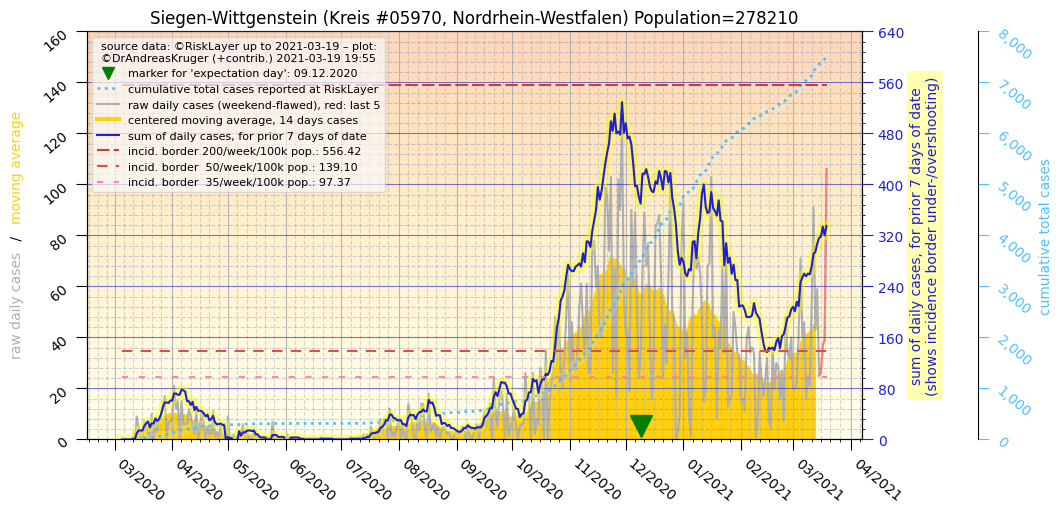 Siegen-Wittgenstein (Kreis #05970, Nordrhein-Westfalen) Population=278210
source data: ©RiskLayer up to 2021-03-19 – plot:
©DrAndreasKruger (+contrib.) 2021-03-19 19:55
marker for 'expectation day': 09.12.2020
cumulative total cases reported at RiskLayer
raw daily cases (weekend-flawed), red: last 5
centered moving average, 14 days cases
sum of daily cases, for prior 7 days of date
incid. border 200/week/100k pop.: 556.42
incid. border  50/week/100k pop.: 139.10
incid. border  35/week/100k pop.: 97.37
raw daily cases / moving average
160
140
120
100
80
60
40
20
0
640
560
480
400
320
240
160
80
0
sum of daily cases, for prior 7 days of date
(shows incidence border under-/overshooting)
8,000
7,000
6,000
5,000
4,000
3,000
2,000
1,000
0
cumulative total cases
03/2020
04/2020
05/2020
06/2020
07/2020
08/2020
09/2020
10/2020
11/2020
12/2020
01/2021
02/2021
03/2021
04/2021